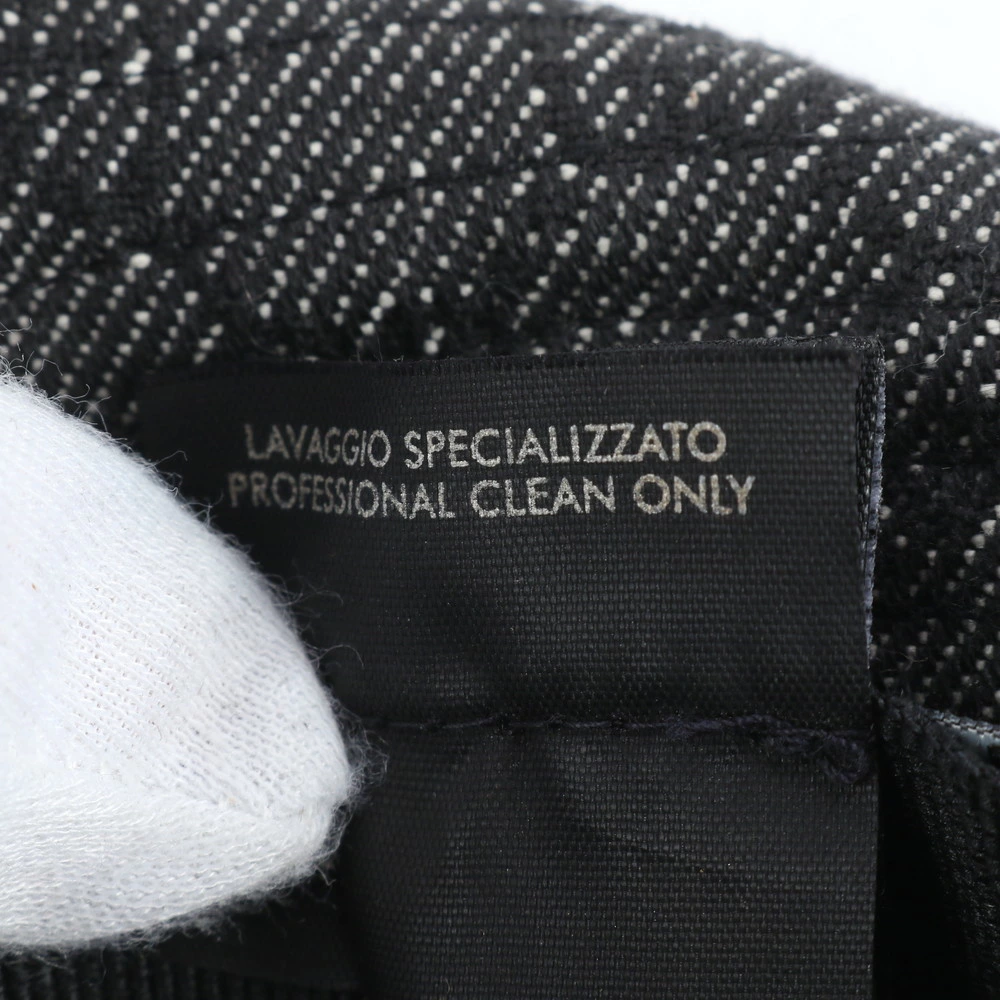 LAVAGGIO SPECIALIZZATO
PROFESSIONAL CLEAN ONLY